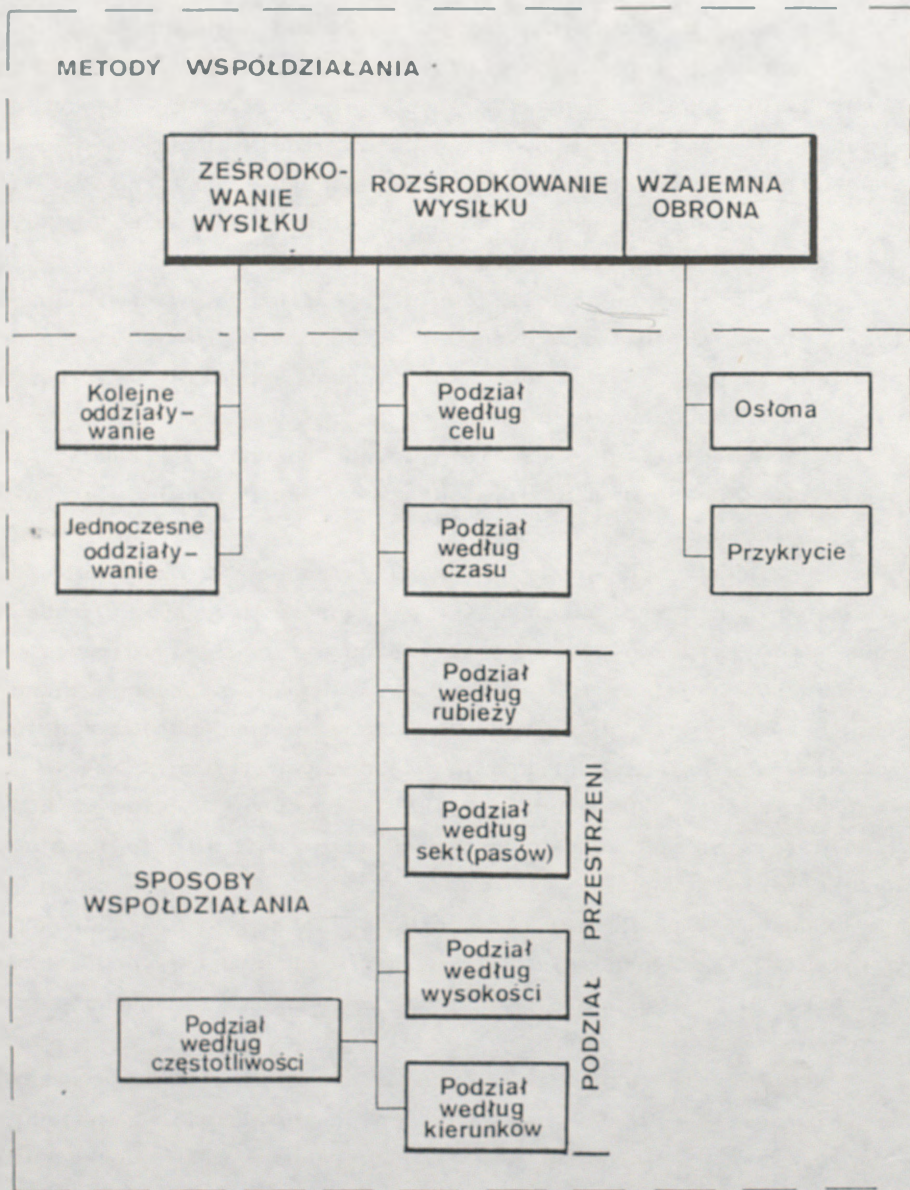 METODY WSPÓŁDZIAŁANIA
ZEŚRODKO-
WANIE
WYSIŁKU
ROZŚRODKOWANIE
WYSIŁKU
WZAJEMNA
OBRONA
Kolejne
oddziały-
wanie
Podział
według
celu
Osłona
Jednoczesne
oddziały-
wanie
Podział
według
czasu
Przykrycie
Podział
według
rubieży
Podział
według
sekt(pasów)
PODZIAŁ PRZESTRZENI
SPOSOBY
WSPÓŁDZIAŁANIA
Podział
według
wysokości
Podział
według
częstotliwości
Podział
według
kierunków